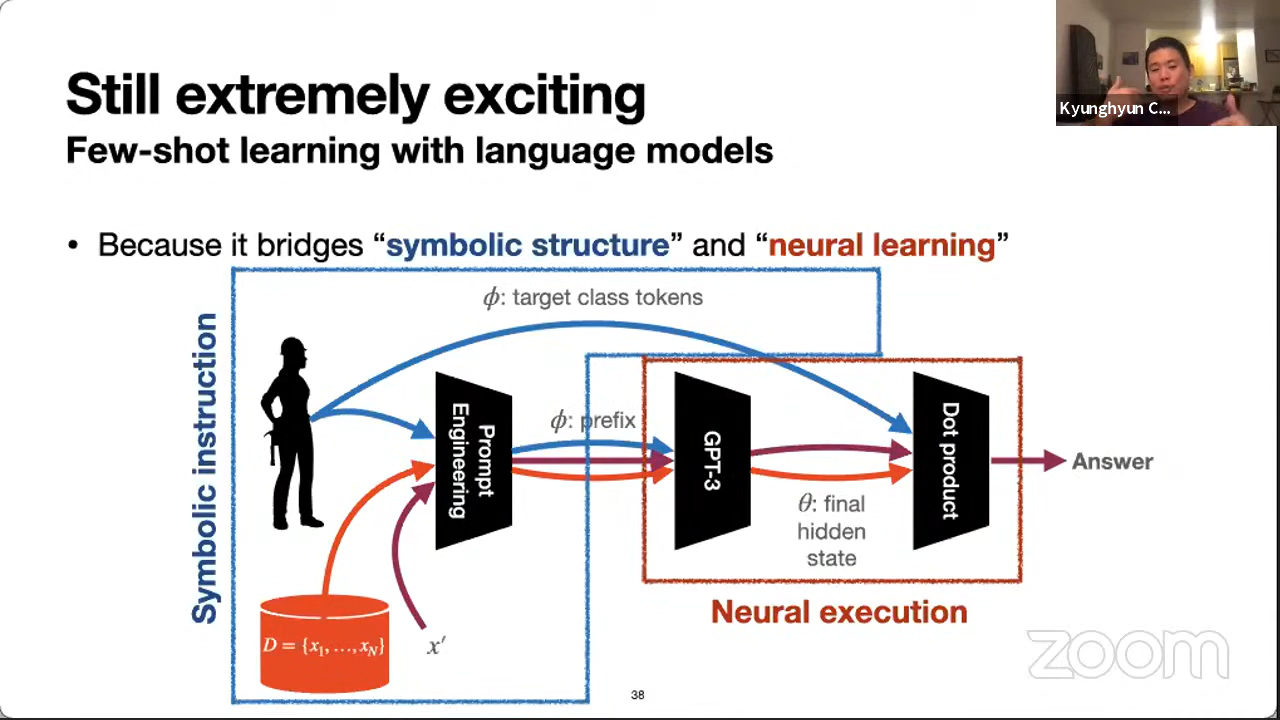 Still extremely exciting
Few-shot learning with language models
Kyunghyun C...
• Because it bridges “symbolic structure” and “neural learning”
ϕ: target class tokens
Symbolic instruction
Prompt
Engineering
ϕ: prefix
GPT-3
Dot product
Answer
θ: final
hidden
state
D = {x₁,…,x_N}
x′
Neural execution
zoom
38